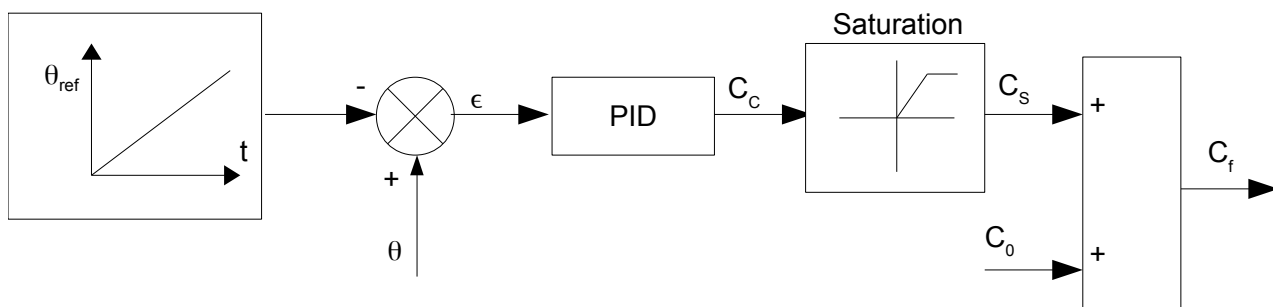 θref
t
-
+
θ
ϵ
PID
CC
Saturation
CS
+
C0
+
Cf